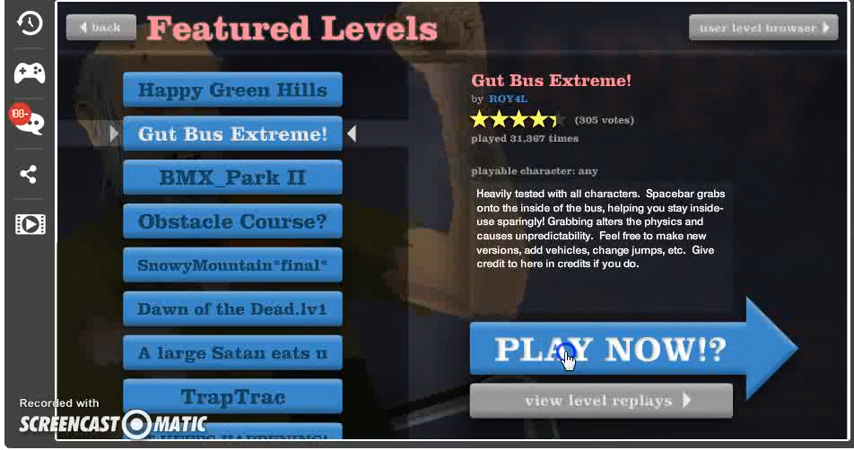 back
Featured Levels
user level browser
Happy Green Hills
Gut Bus Extreme!
BMX_Park II
Obstacle Course?
SnowyMountain*final*
Dawn of the Dead.lv1
A large Satan eats u
TrapTrac
Gut Bus Extreme!
by ROY4L
(305 votes)
played 31,367 times
playable character: any
Heavily tested with all characters. Spacebar grabs
onto the inside of the bus, helping you stay inside-
use sparingly! Grabbing alters the physics and
causes unpredictability. Feel free to make new
versions, add vehicles, change jumps, etc. Give
credit to here in credits if you do.
PLAY NOW!?
view level replays
Recorded with
SCREENCAST O MATIC